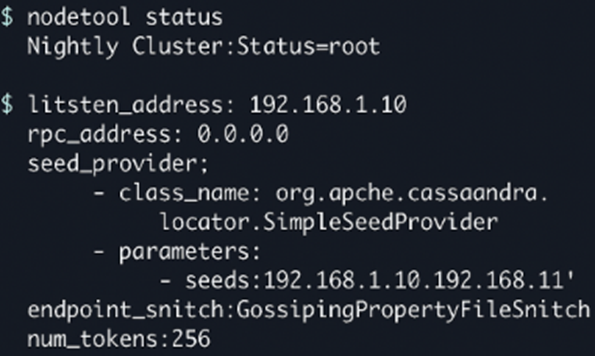 $ nodetool status
Nightly Cluster:Status=root
$ litsten_address: 192.168.1.10
rpc_address: 0.0.0.0
seed_provider;
- class_name: org.apche.cassaandra.
locator.SimpleSeedProvider
- parameters:
- seeds:192.168.1.10.192.168.11'
endpoint_snitch:GossipingPropertyFileSnitch
num_tokens:256